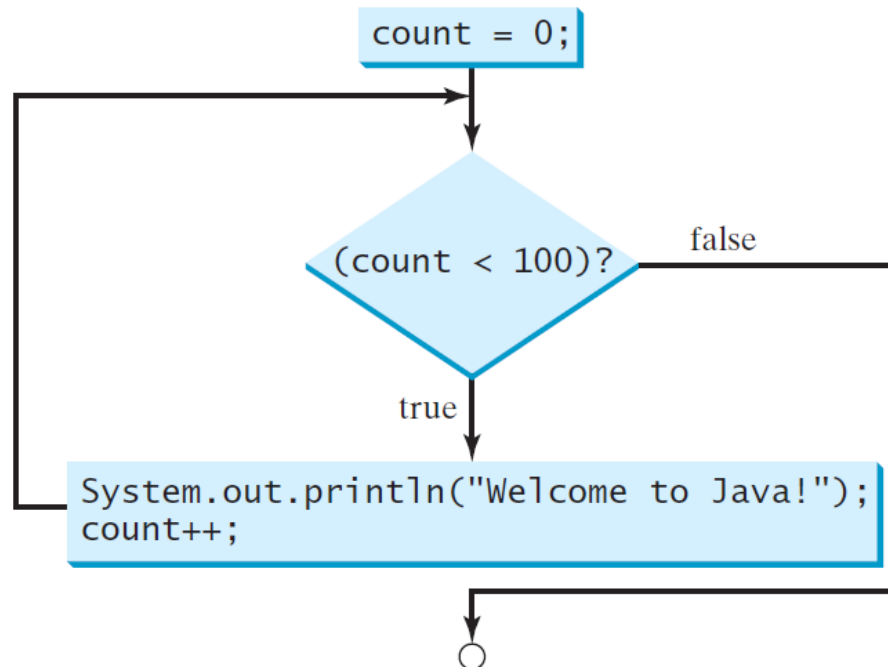 count = 0;
(count < 100)?
false
true
System.out.println("Welcome to Java!");
count++;